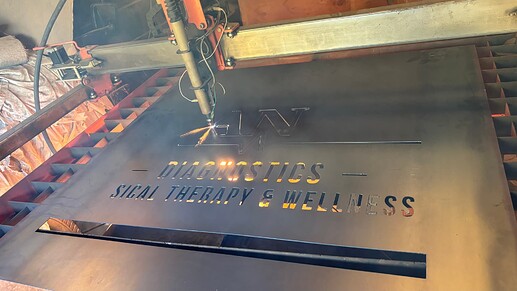 — DIAGNOSTICS —
SICAL THERAPY & WELLNESS